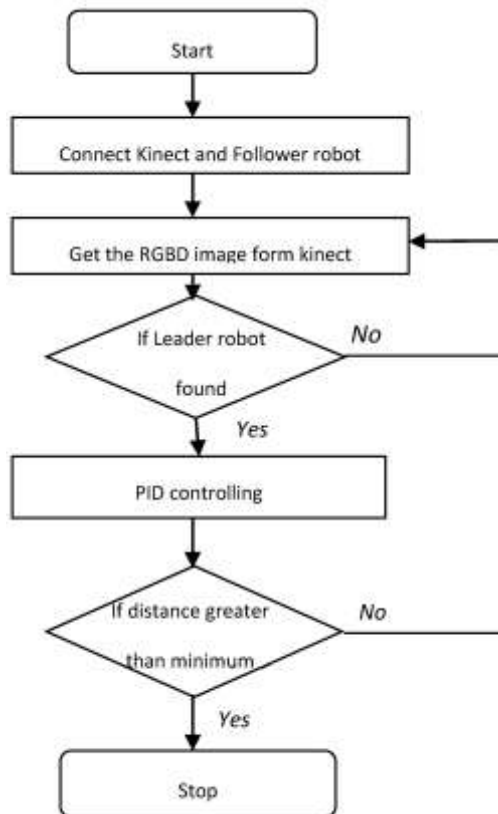 Start
Connect Kinect and Follower robot
Get the RGBD image form kinect
If Leader robot
No
found
Yes
PID controlling
If distance greater
No
than minimum
Yes
Stop